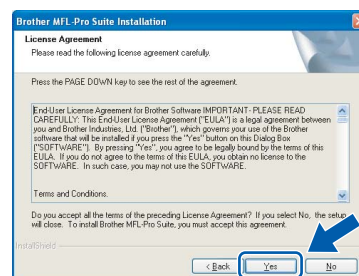 Brother MFL-Pro Suite Installation
License Agreement
Please read the following license agreement carefully.
Press the PAGE DOWN key to see the rest of the agreement.
End-User License Agreement for Brother Software IMPORTANT- PLEASE READ
CAREFULLY: This End-User License Agreement ("EULA") is a legal agreement between
you and Brother Industries, Ltd. ("Brother"), which governs your use of the Brother
software that will be installed if you press the "Yes" button on this Dialog Box
("SOFTWARE"). By pressing "Yes", you agree to be legally bound by the terms of this
EULA. If you do not agree to the terms of this EULA, you obtain no license to the
SOFTWARE. In such case, you may not use the SOFTWARE.
Terms and Conditions.
Do you accept all the terms of the preceding License Agreement? If you select No, the setup
will close. To install Brother MFL-Pro Suite, you must accept this agreement.
InstallShield
< Back Yes No